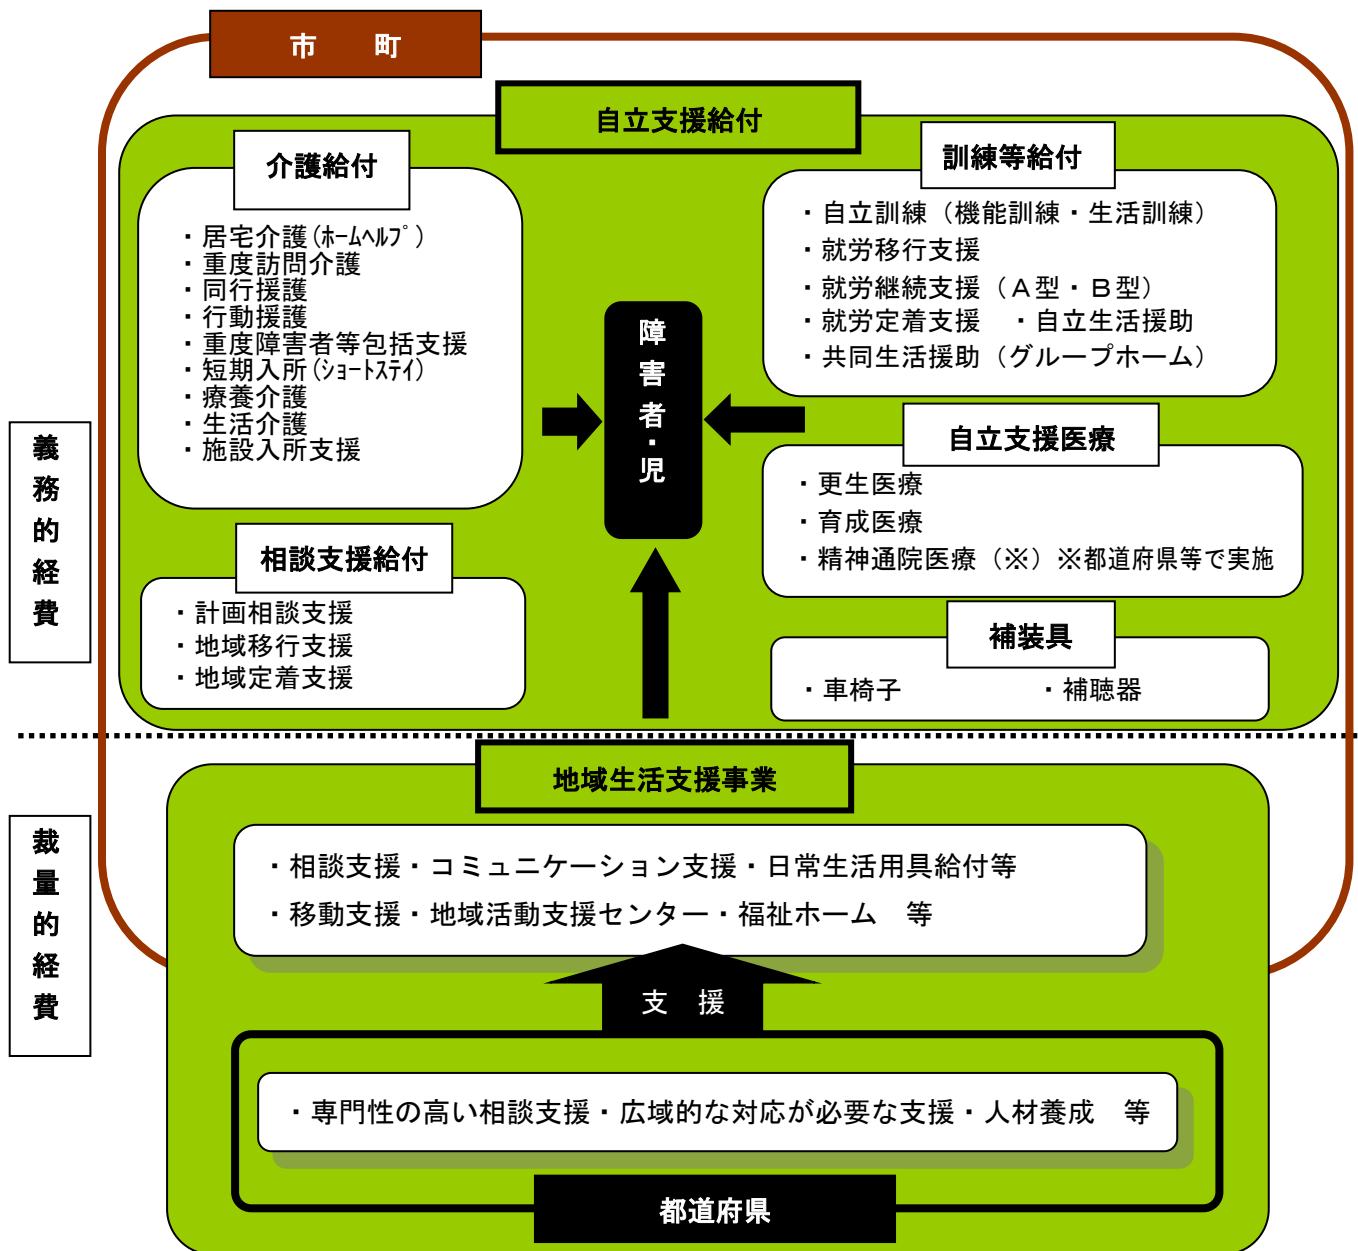 市　町
自立支援給付
介護給付
・居宅介護(ﾎｰﾑﾍﾙﾌﾟ)
・重度訪問介護
・同行援護
・行動援護
・重度障害者等包括支援
・短期入所(ｼｮｰﾄｽﾃｲ)
・療養介護
・生活介護
・施設入所支援
相談支援給付
・計画相談支援
・地域移行支援
・地域定着支援
障害者・児
訓練等給付
・自立訓練（機能訓練・生活訓練）
・就労移行支援
・就労継続支援（Ａ型・Ｂ型）
・就労定着支援　・自立生活援助
・共同生活援助（グループホーム）
自立支援医療
・更生医療
・育成医療
・精神通院医療（※）※都道府県等で実施
補装具
・車椅子　・補聴器
義務的経費
地域生活支援事業
・相談支援・コミュニケーション支援・日常生活用具給付等
・移動支援・地域活動支援センター・福祉ホーム　等
支　援
・専門性の高い相談支援・広域的な対応が必要な支援・人材養成　等
都道府県
裁量的経費